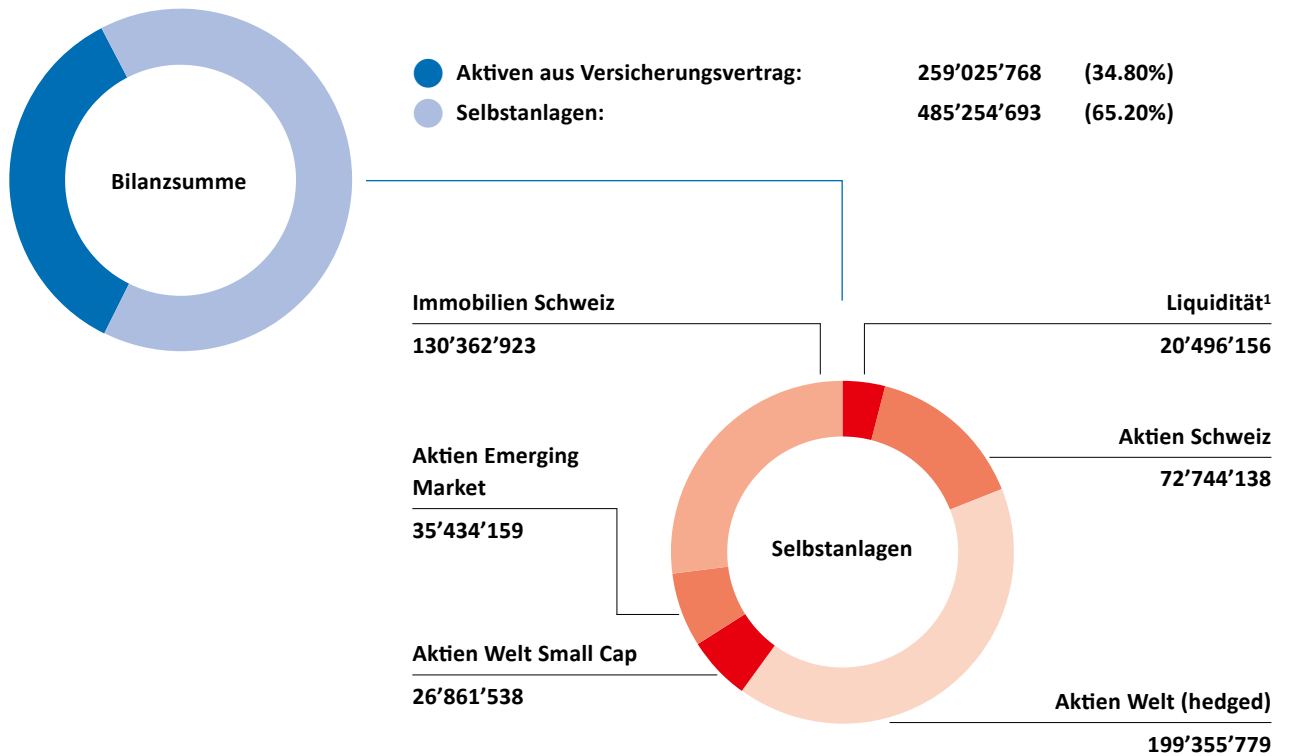 Aktiven aus Versicherungsvertrag: 259’025’768 (34.80%)
Selbstanlagen: 485’254’693 (65.20%)
Bilanzsumme
Immobilien Schweiz
130’362’923
Liquidität¹
20’496’156
Aktien Schweiz
72’744’138
Aktien Emerging
Market
35’434’159
Selbstanlagen
Aktien Welt Small Cap
26’861’538
Aktien Welt (hedged)
199’355’779